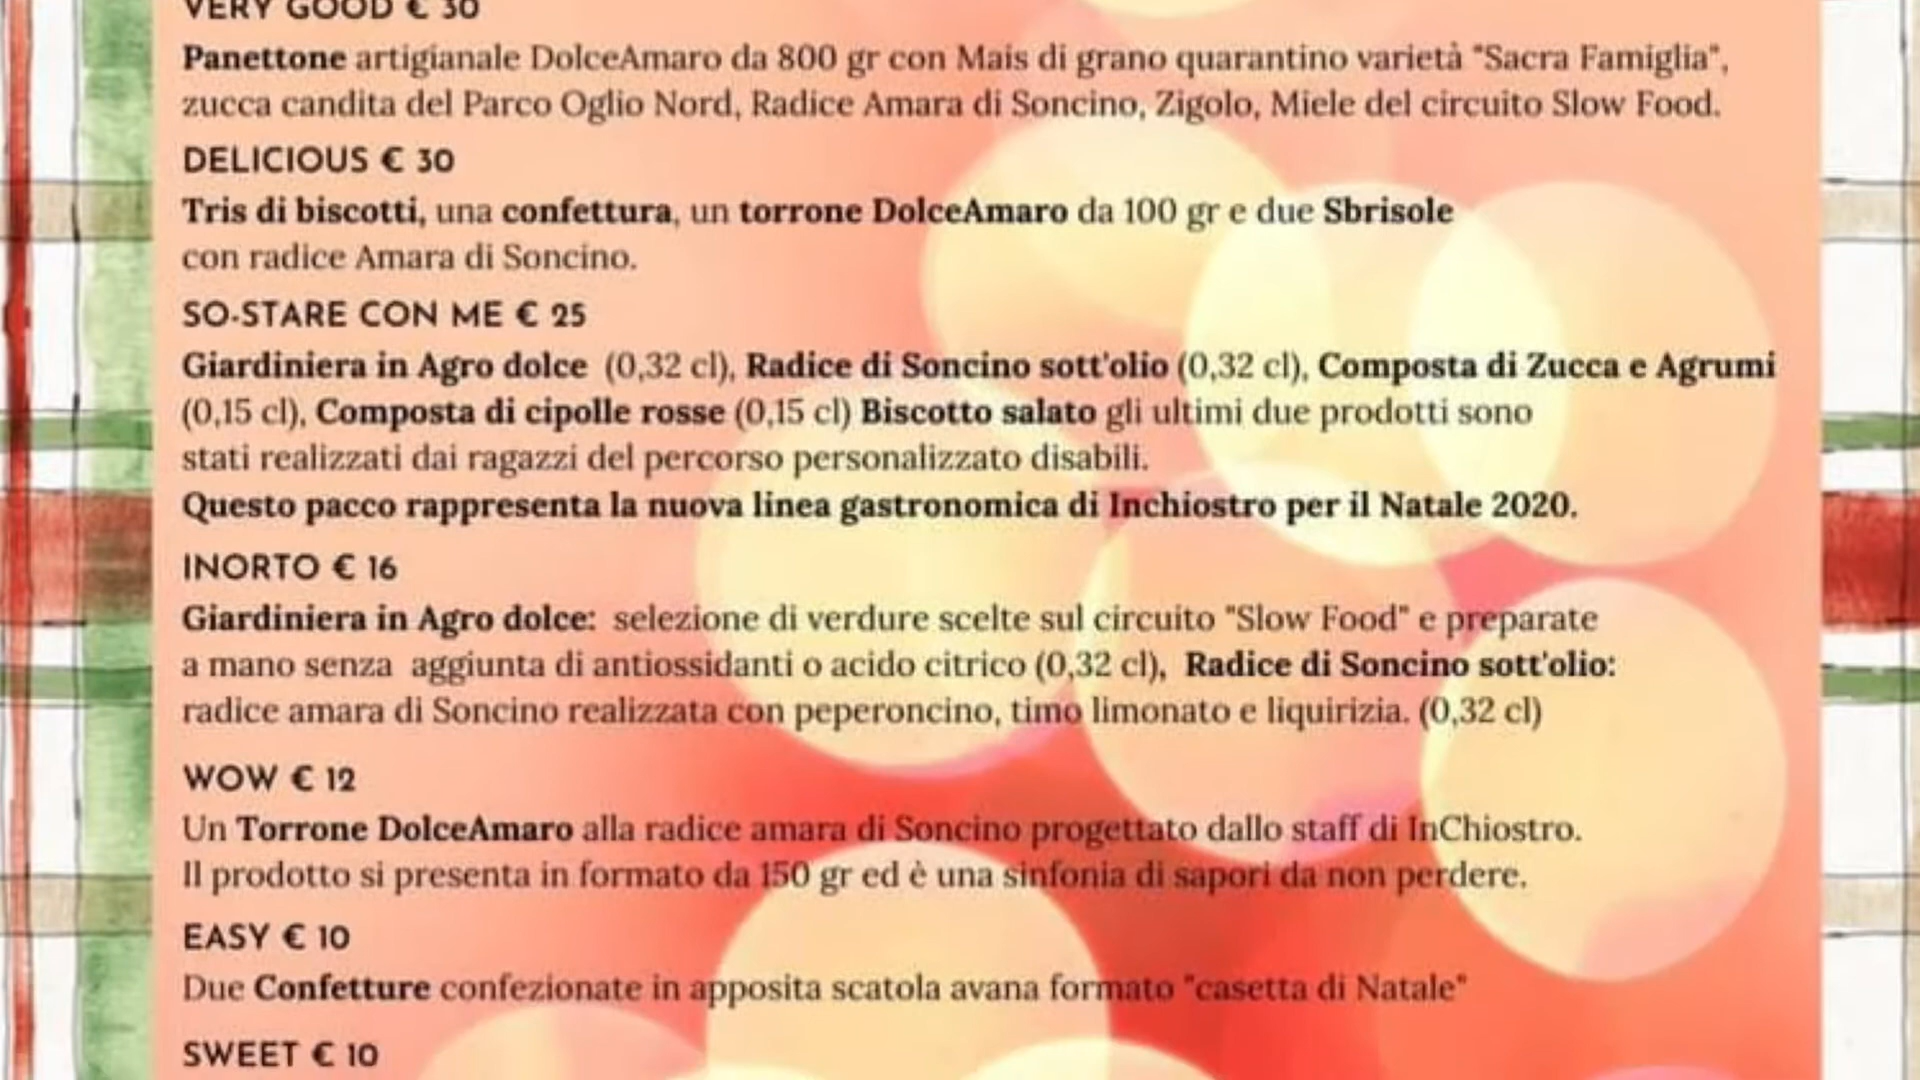 VERY GOOD € 30
Panettone artigianale DolceAmaro da 800 gr con Mais di grano quarantino varietà "Sacra Famiglia",
zucca candita del Parco Oglio Nord, Radice Amara di Soncino, Zigolo, Miele del circuito Slow Food.
DELICIOUS € 30
Tris di biscotti, una confettura, un torrone DolceAmaro da 100 gr e due Sbrisole
con radice Amara di Soncino.
SO-STARE CON ME € 25
Giardiniera in Agro dolce (0,32 cl), Radice di Soncino sott'olio (0,32 cl), Composta di Zucca e Agrumi
(0,15 cl), Composta di cipolle rosse (0,15 cl) Biscotto salato gli ultimi due prodotti sono
stati realizzati dai ragazzi del percorso personalizzato disabili.
Questo pacco rappresenta la nuova linea gastronomica di Inchiostro per il Natale 2020.
INORTO € 16
Giardiniera in Agro dolce: selezione di verdure scelte sul circuito "Slow Food" e preparate
a mano senza aggiunta di antiossidanti o acido citrico (0,32 cl), Radice di Soncino sott'olio:
radice amara di Soncino realizzata con peperoncino, timo limonato e liquirizia. (0,32 cl)
WOW € 12
Un Torrone DolceAmaro alla radice amara di Soncino progettato dallo staff di InChiostro.
Il prodotto si presenta in formato da 150 gr ed è una sinfonia di sapori da non perdere.
EASY € 10
Due Confetture confezionate in apposita scatola avana formato "casetta di Natale"
SWEET € 10